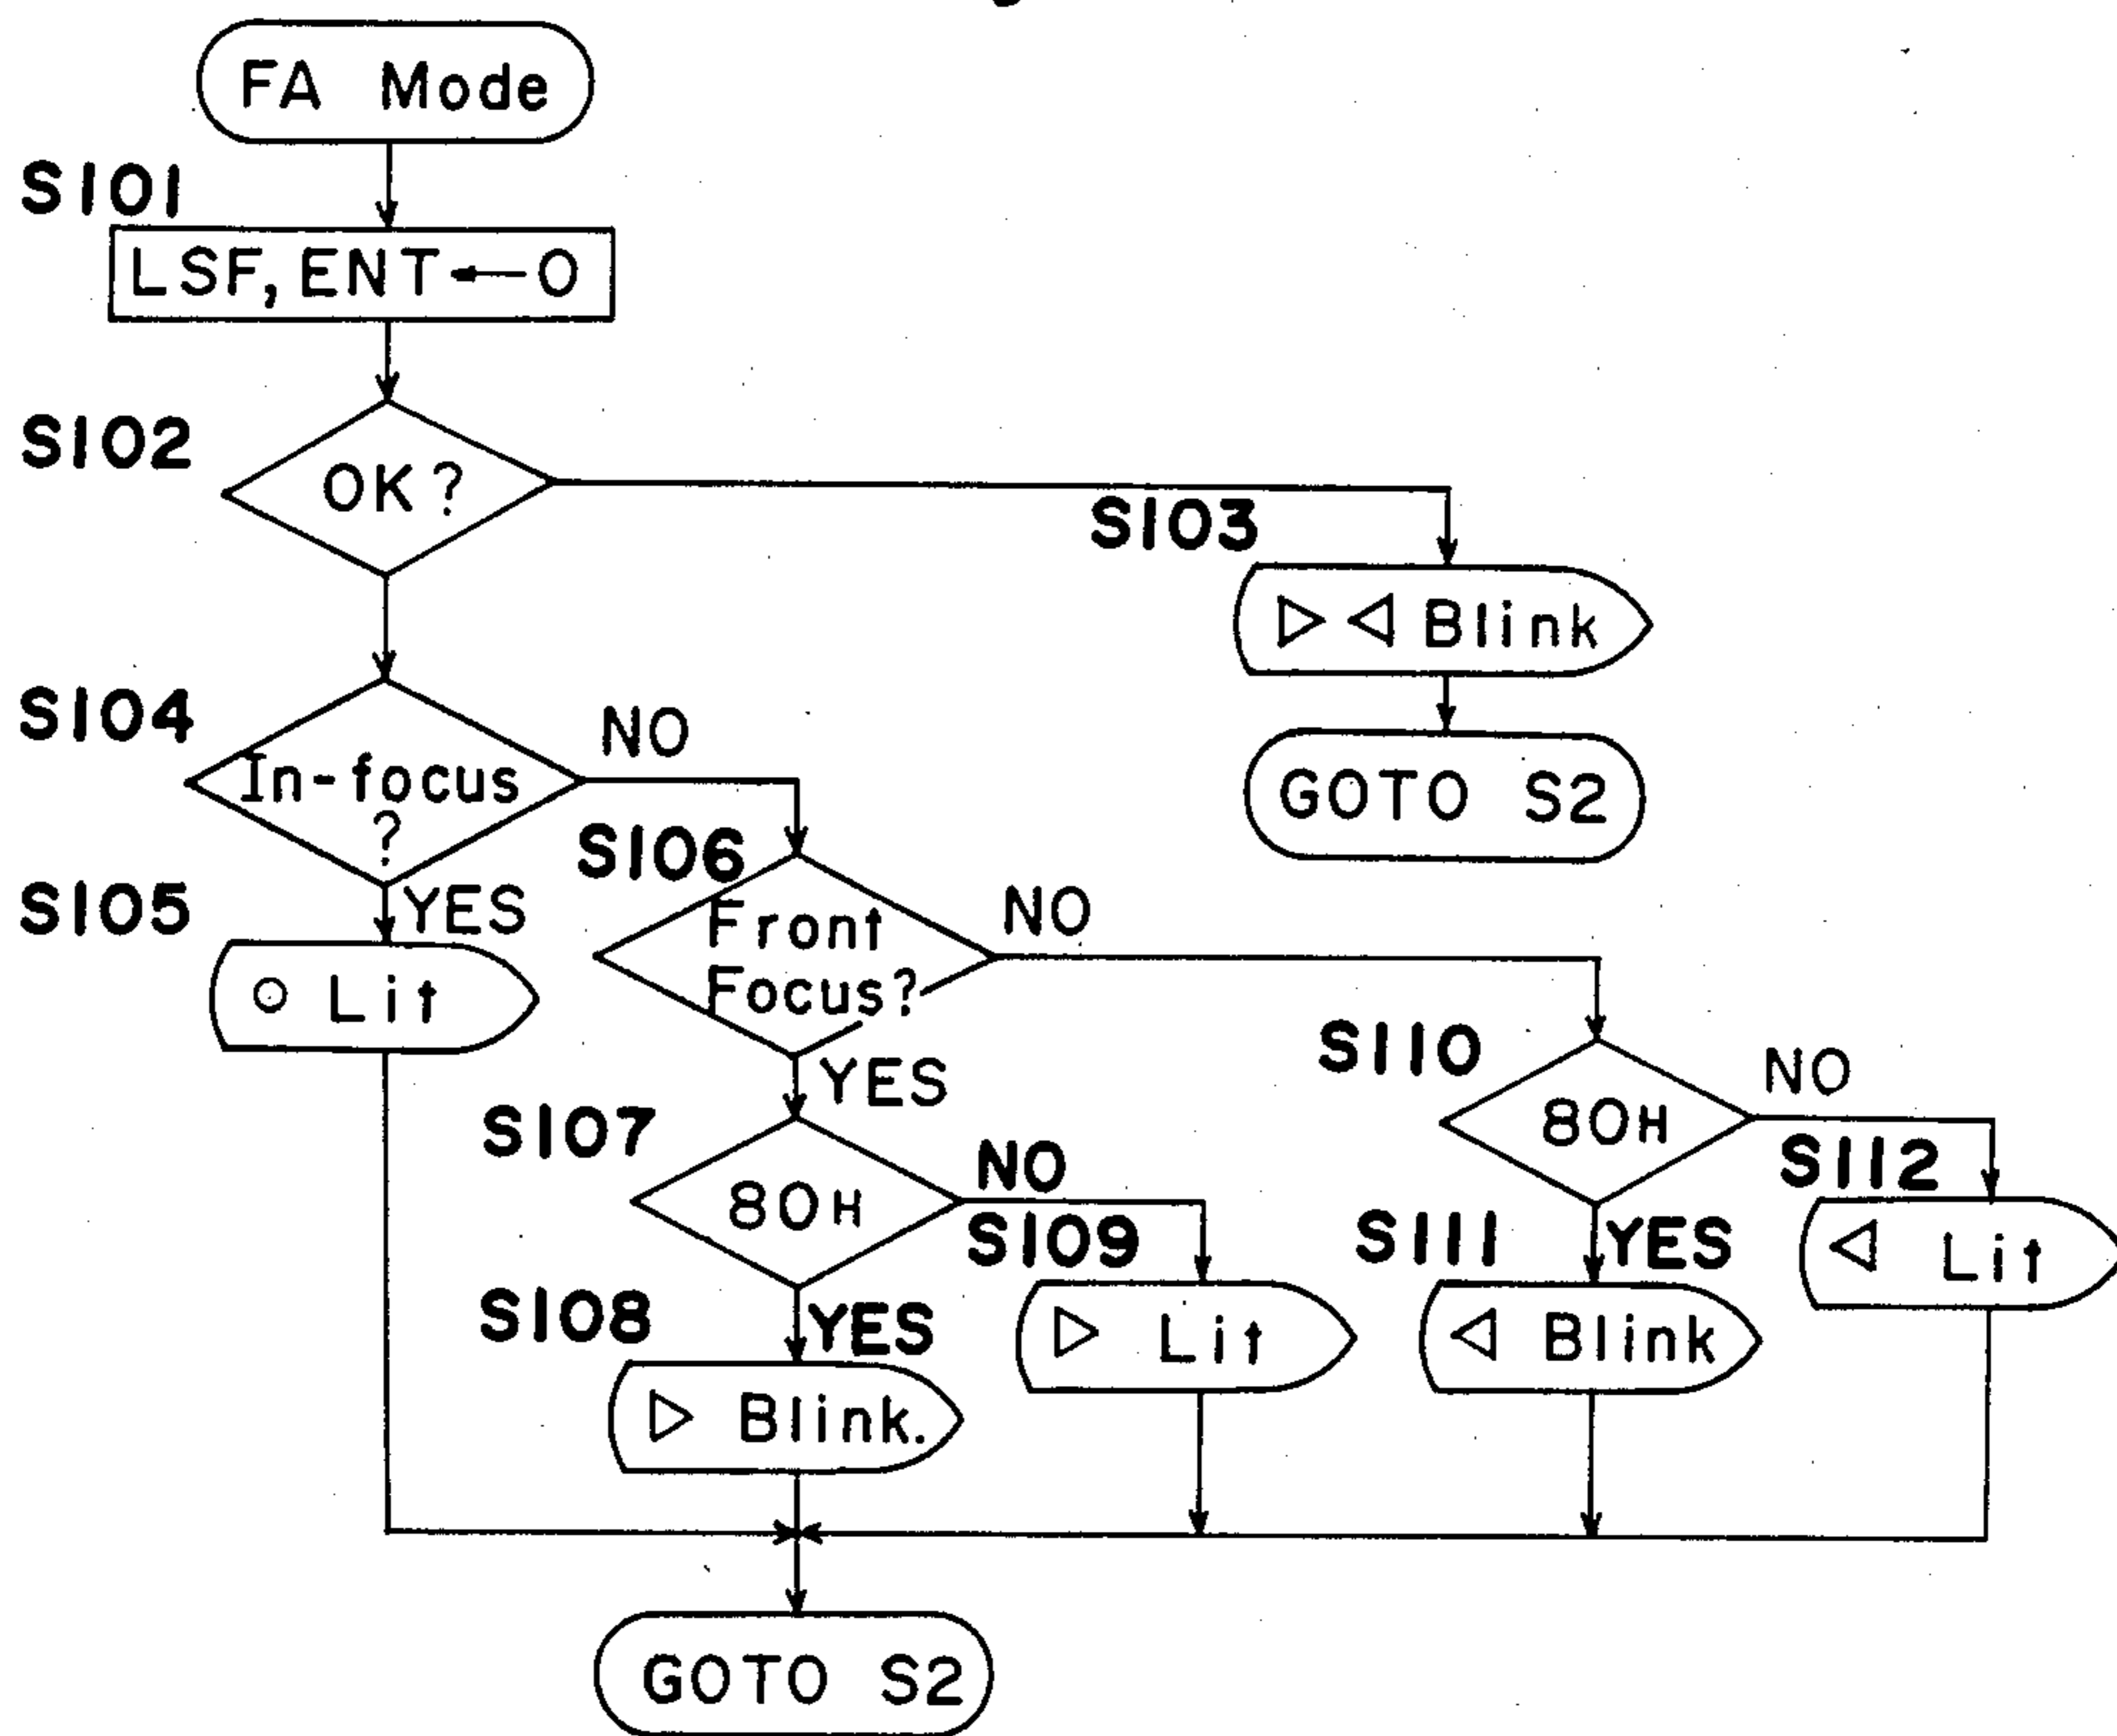 FA Mode
S101
LSF, ENT ← 0
S102
OK?
S103
▷ ◁ Blink
GOTO S2
S104
In-focus
?
NO
S105
YES
○ Lit
S106
Front
Focus?
NO
YES
S107
80H
NO
S108
YES
▷ Blink.
S109
▷ Lit
S110
80H
NO
S111
YES
◁ Blink
S112
◁ Lit
GOTO S2